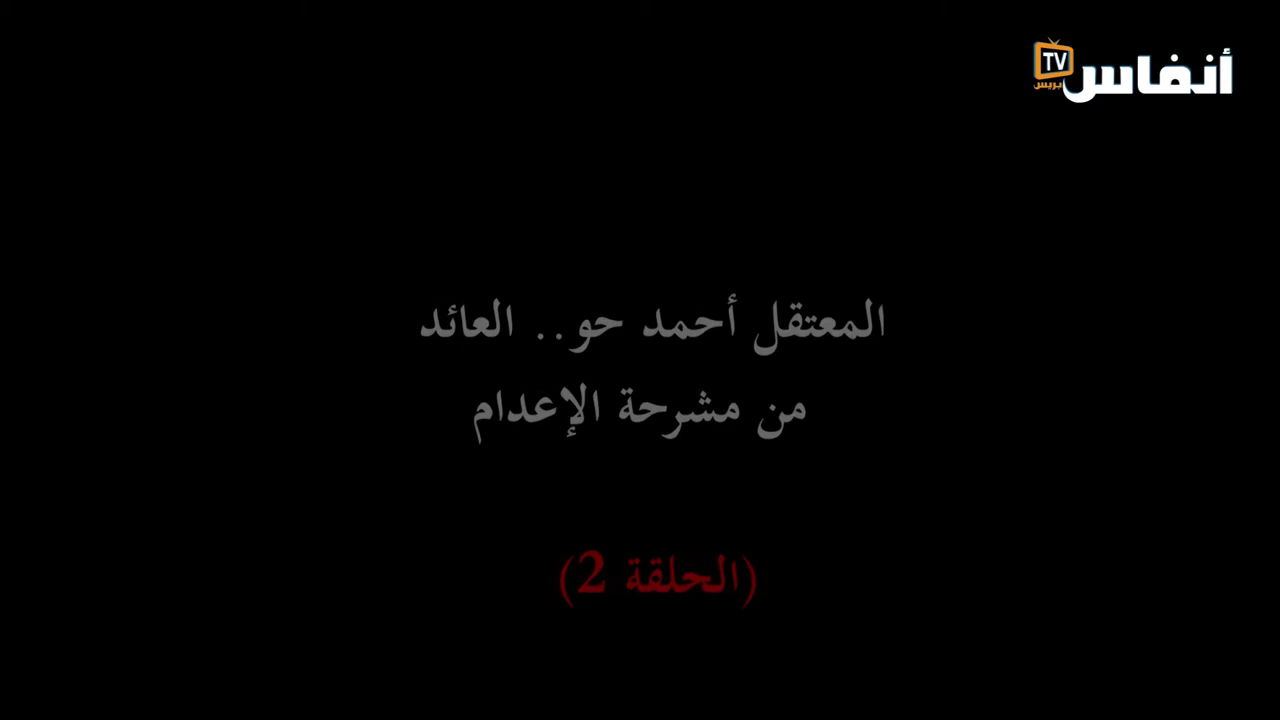 أنفاس
TV
بريس
المعتقل أحمد حو.. العائد
من مشرحة الإعدام
(الحلقة 2)